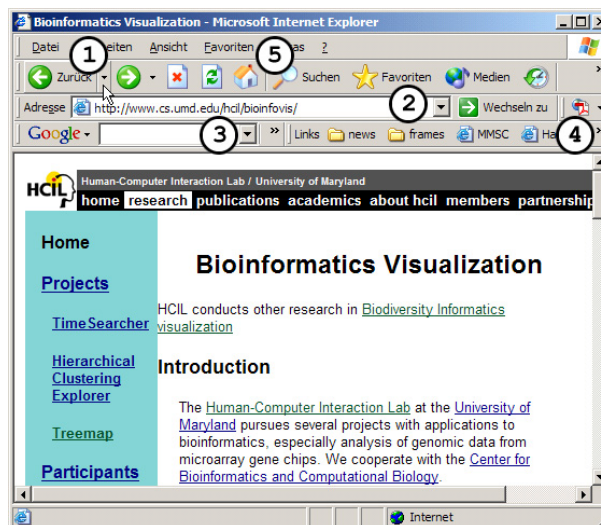 Bioinformatics Visualization - Microsoft Internet Explorer
Datei eiten Ansicht Favoriten as ?
1 5
Zurück Suchen Favoriten Medien »
Adresse http://www.cs.umd.edu/hcil/bioinfovis/ 2 Wechseln zu
Google 3 » Links news frames MMSC Ha 4 »
HCIL Human-Computer Interaction Lab / University of Maryland
home research publications academics about hcil members partnership
Home
Projects
TimeSearcher
Hierarchical
Clustering
Explorer
Treemap
Participants
Bioinformatics Visualization
HCIL conducts other research in Biodiversity Informatics
visualization
Introduction
The Human-Computer Interaction Lab at the University of
Maryland pursues several projects with applications to
bioinformatics, especially analysis of genomic data from
microarray gene chips. We cooperate with the Center for
Bioinformatics and Computational Biology.
Internet